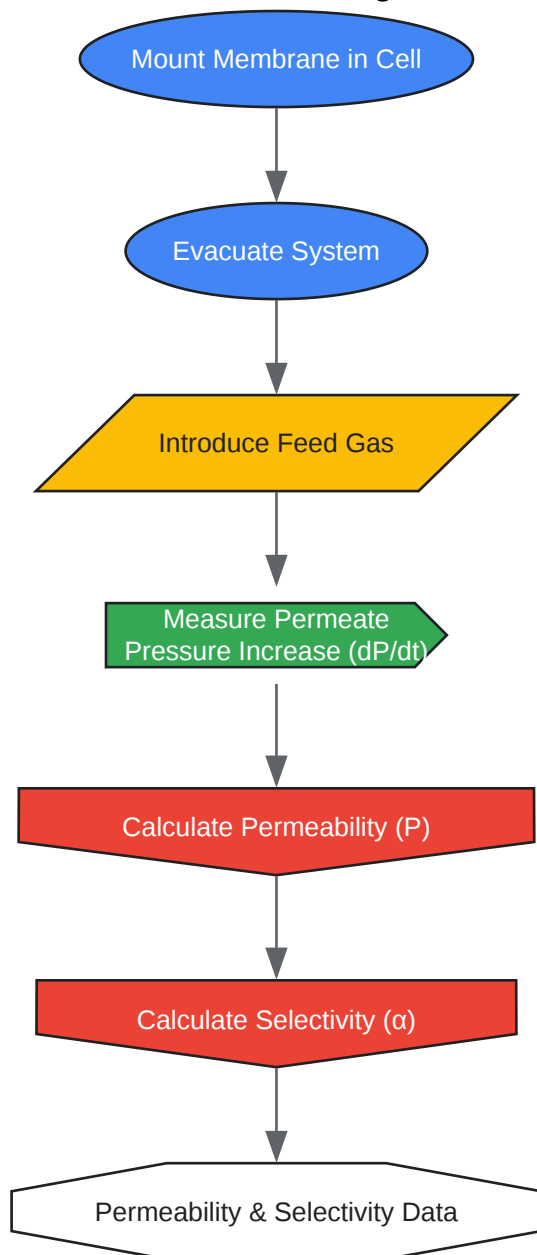 Mount Membrane in Cell
Evacuate System
Introduce Feed Gas
Measure Permeate
Pressure Increase (dP/dt)
Calculate Permeability (P)
Calculate Selectivity (α)
Permeability & Selectivity Data